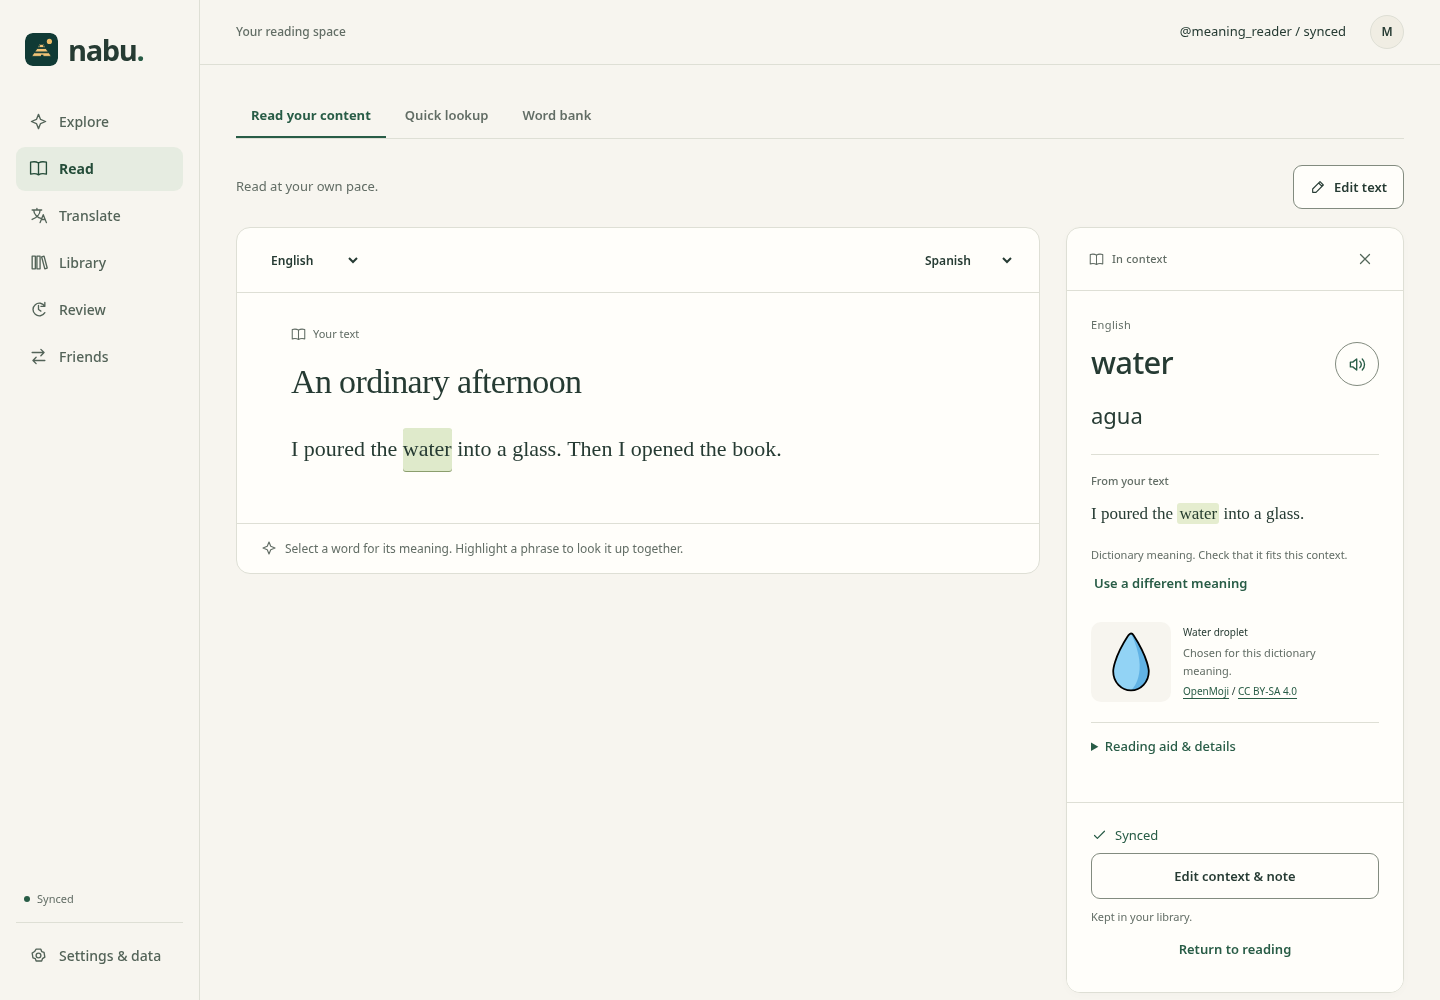 nabu.
Explore
Read
Translate
Library
Review
Friends
Synced
Settings & data
Your reading space
@meaning_reader / synced
M
Read your content
Quick lookup
Word bank
Read at your own pace.
Edit text
English
Spanish
Your text
An ordinary afternoon
I poured the water into a glass. Then I opened the book.
Select a word for its meaning. Highlight a phrase to look it up together.
In context
English
water
agua
From your text
I poured the water into a glass.
Dictionary meaning. Check that it fits this context.
Use a different meaning
Water droplet
Chosen for this dictionary
meaning.
OpenMoji / CC BY-SA 4.0
Reading aid & details
Synced
Edit context & note
Kept in your library.
Return to reading